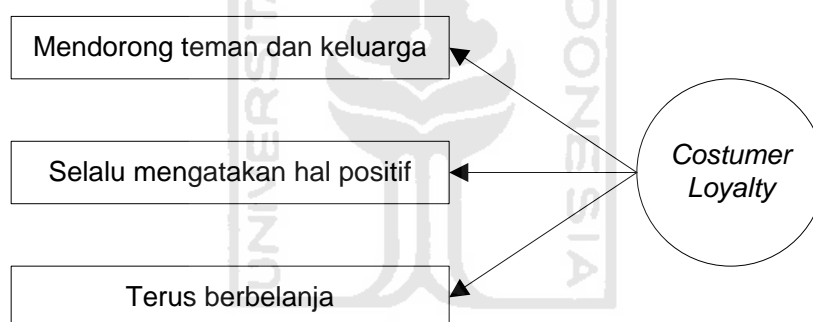 Mendorong teman dan keluarga
Selalu mengatakan hal positif
Terus berbelanja
Costumer
Loyalty